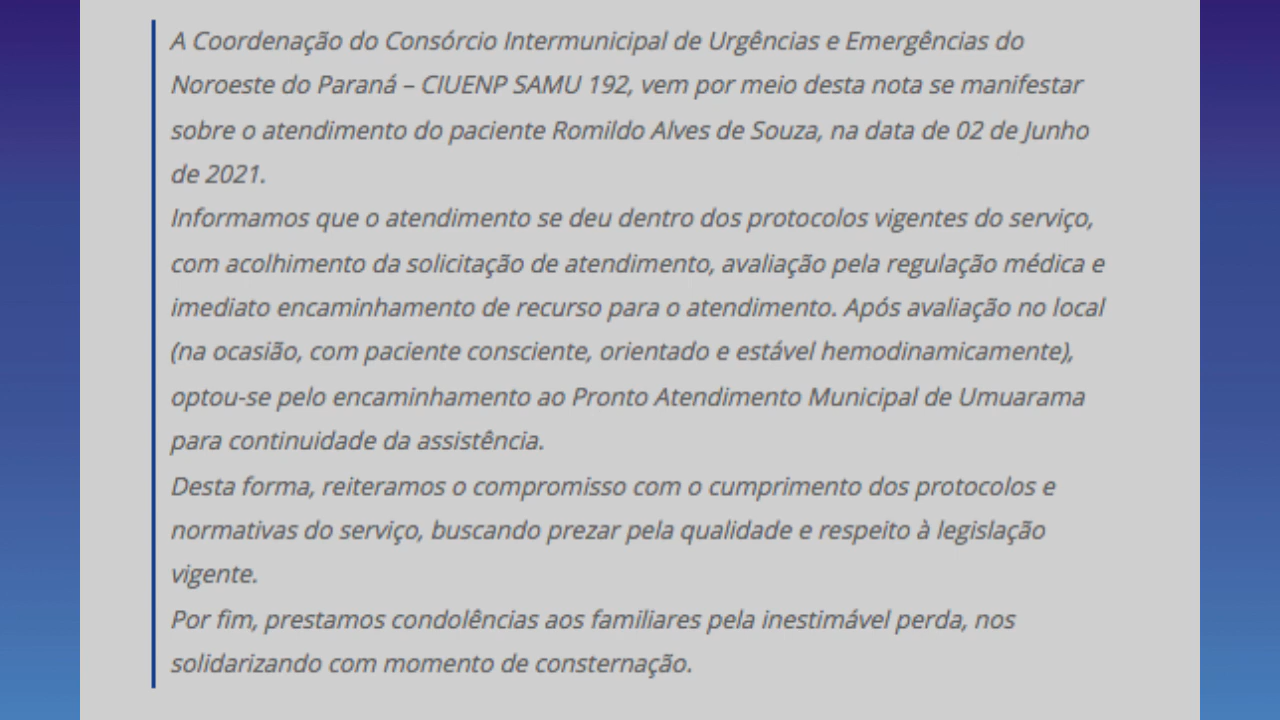 A Coordenação do Consórcio Intermunicipal de Urgências e Emergências do
Noroeste do Paraná – CIUENP SAMU 192, vem por meio desta nota se manifestar
sobre o atendimento do paciente Romildo Alves de Souza, na data de 02 de Junho
de 2021.
Informamos que o atendimento se deu dentro dos protocolos vigentes do serviço,
com acolhimento da solicitação de atendimento, avaliação pela regulação médica e
imediato encaminhamento de recurso para o atendimento. Após avaliação no local
(na ocasião, com paciente consciente, orientado e estável hemodinamicamente),
optou-se pelo encaminhamento ao Pronto Atendimento Municipal de Umuarama
para continuidade da assistência.
Desta forma, reiteramos o compromisso com o cumprimento dos protocolos e
normativas do serviço, buscando prezar pela qualidade e respeito à legislação
vigente.
Por fim, prestamos condolências aos familiares pela inestimável perda, nos
solidarizando com momento de consternação.